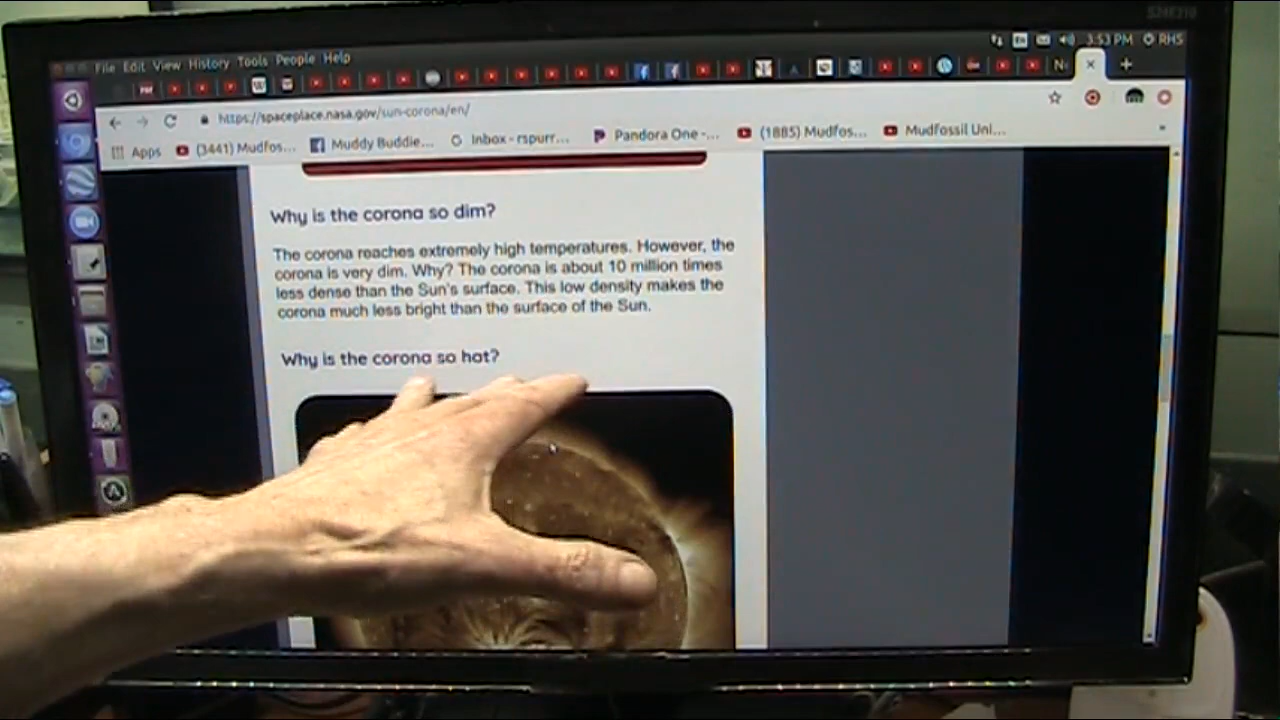 S24E310
File Edit View History Tools People Help
3:53 PM RHS
https://spaceplace.nasa.gov/sun-corona/en/
Apps (3441) Mudfos... Muddy Buddie... Inbox - rspurr... Pandora One -... (1885) Mudfos... Mudfossil Uni...
Why is the corona so dim?
The corona reaches extremely high temperatures. However, the
corona is very dim. Why? The corona is about 10 million times
less dense than the Sun's surface. This low density makes the
corona much less bright than the surface of the Sun.
Why is the corona so hot?